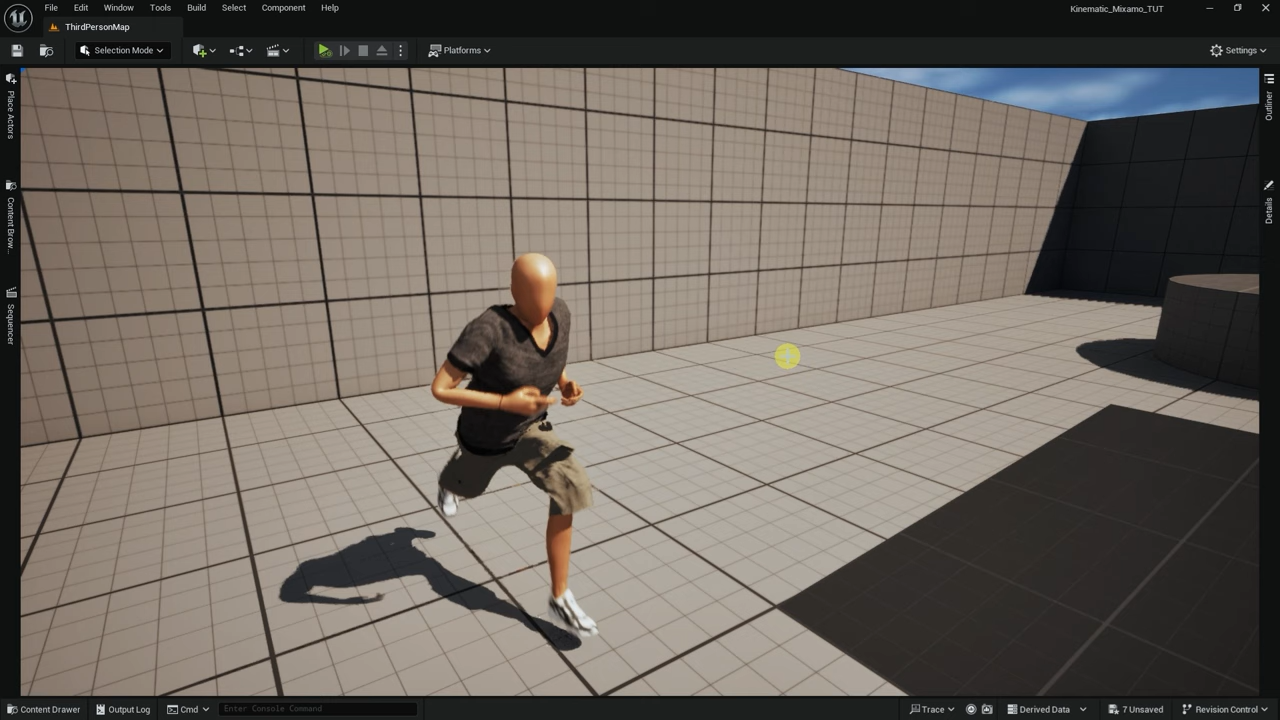 File Edit Window Tools Build Select Component Help
Kinematic_Mixamo_TUT
ThirdPersonMap
Selection Mode
Platforms
Settings
Place Actors
Content Brow...
Sequencer
Outliner
Details
Content Drawer
Output Log
Cmd
Enter Console Command
Trace
Derived Data
7 Unsaved
Revision Control